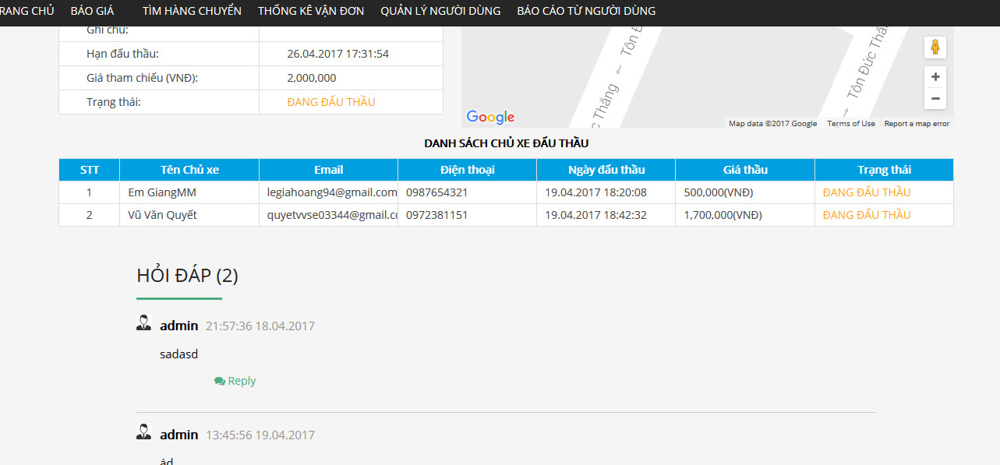 RANG CHỦ BÁO GIÁ TÌM HÀNG CHUYỂN THỐNG KÊ VẬN ĐƠN QUẢN LÝ NGƯỜI DÙNG BÁO CÁO TỪ NGƯỜI DÙNG
Ghi chú:
Hạn đấu thầu: 26.04.2017 17:31:54
Giá tham chiếu (VNĐ): 2,000,000
Trạng thái: ĐANG ĐẤU THẦU
Tôn Đ
c Thắng
Tôn Đức Thắn
+
−
Google
Map data ©2017 Google Terms of Use Report a map error
DANH SÁCH CHỦ XE ĐẤU THẦU
STT Tên Chủ xe Email Điện thoại Ngày đấu thầu Giá thầu Trạng thái
1 Em GiangMM legiahoang94@gmail.com 0987654321 19.04.2017 18:20:08 500,000(VNĐ) ĐANG ĐẤU THẦU
2 Vũ Văn Quyết quyetvvse03344@gmail.co 0972381151 19.04.2017 18:42:32 1,700,000(VNĐ) ĐANG ĐẤU THẦU
HỎI ĐÁP (2)
admin 21:57:36 18.04.2017
sadasd
Reply
admin 13:45:56 19.04.2017
ád